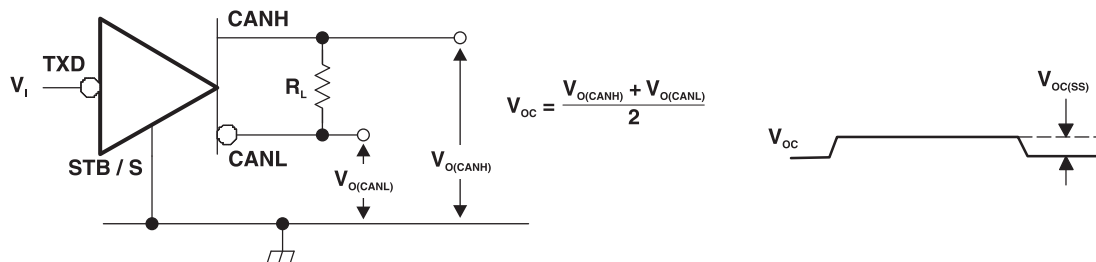 CANH
TXD
V_I
R_L
CANL
STB / S
V_O(CANL)
V_O(CANH)
V_OC = (V_O(CANH) + V_O(CANL)) / 2
V_OC(SS)
V_OC